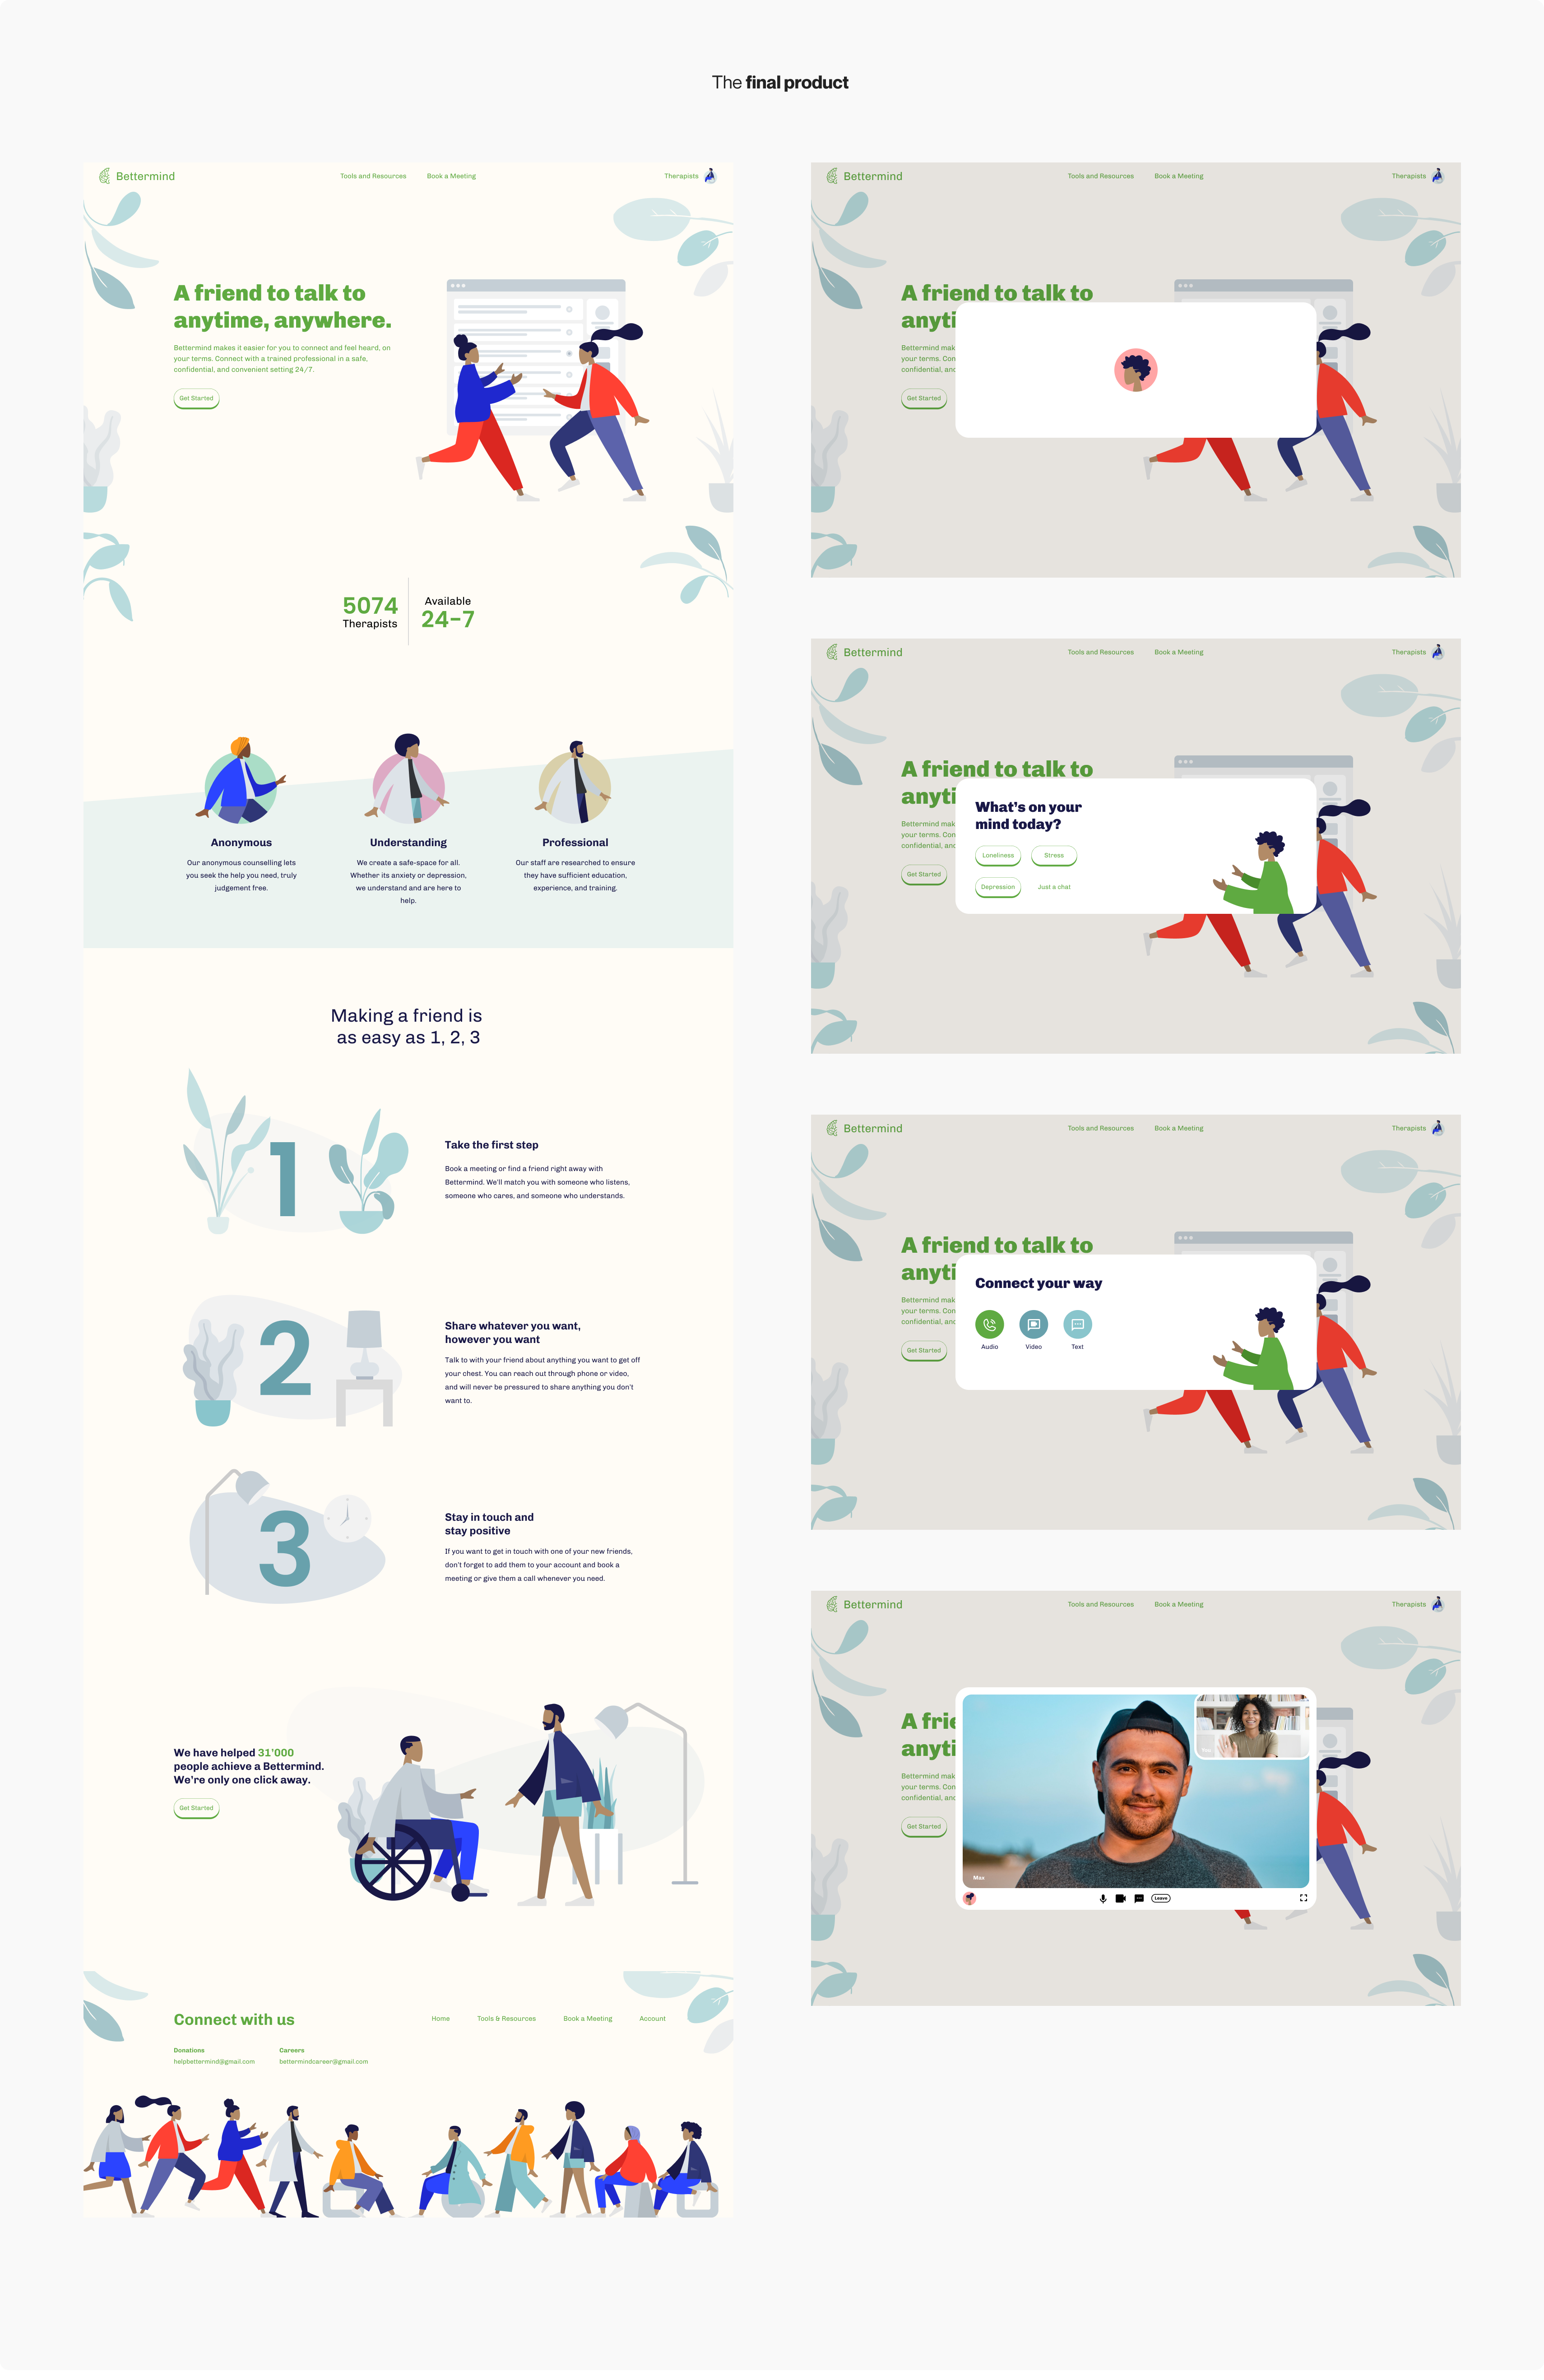 The final product
Bettermind
Tools and Resources
Book a Meeting
Therapists
A friend to talk to
anytime, anywhere.
Bettermind makes it easier for you to connect and feel heard, on
your terms. Connect with a trained professional in a safe,
confidential, and convenient setting 24/7.
Get Started
5074
Therapists
Available
24-7
Anonymous
Our anonymous counselling lets
you seek the help you need, truly
judgement free.
Understanding
We create a safe-space for all.
Whether its anxiety or depression,
we understand and are here to
help.
Professional
Our staff are researched to ensure
they have sufficient education,
experience, and training.
Making a friend is
as easy as 1, 2, 3
1
Take the first step
Book a meeting or find a friend right away with
Bettermind. We'll match you with someone who listens,
someone who cares, and someone who understands.
2
Share whatever you want,
however you want
Talk to with your friend about anything you want to get off
your chest. You can reach out through phone or video,
and will never be pressured to share anything you don't
want to.
3
Stay in touch and
stay positive
If you want to get in touch with one of your new friends,
don't forget to add them to your account and book a
meeting or give them a call whenever you need.
We have helped 31'000
people achieve a Bettermind.
We're only one click away.
Get Started
Connect with us
Home
Tools & Resources
Book a Meeting
Account
Donations
helpbettermind@gmail.com
Careers
bettermindcareer@gmail.com
Bettermind
Tools and Resources
Book a Meeting
Therapists
A friend to talk to
anyti
Bettermind mak
your terms. Con
confidential, and
Get Started
Bettermind
Tools and Resources
Book a Meeting
Therapists
A friend to talk to
anyti
Bettermind mak
your terms. Con
confidential, and
Get Started
What's on your
mind today?
Loneliness
Stress
Depression
Just a chat
Bettermind
Tools and Resources
Book a Meeting
Therapists
A friend to talk to
anyti
Bettermind mak
your terms. Con
confidential, and
Get Started
Connect your way
Audio
Video
Text
Bettermind
Tools and Resources
Book a Meeting
Therapists
A frie
anyti
Bettermind mak
your terms. Con
confidential, and
Get Started
Max
Leave